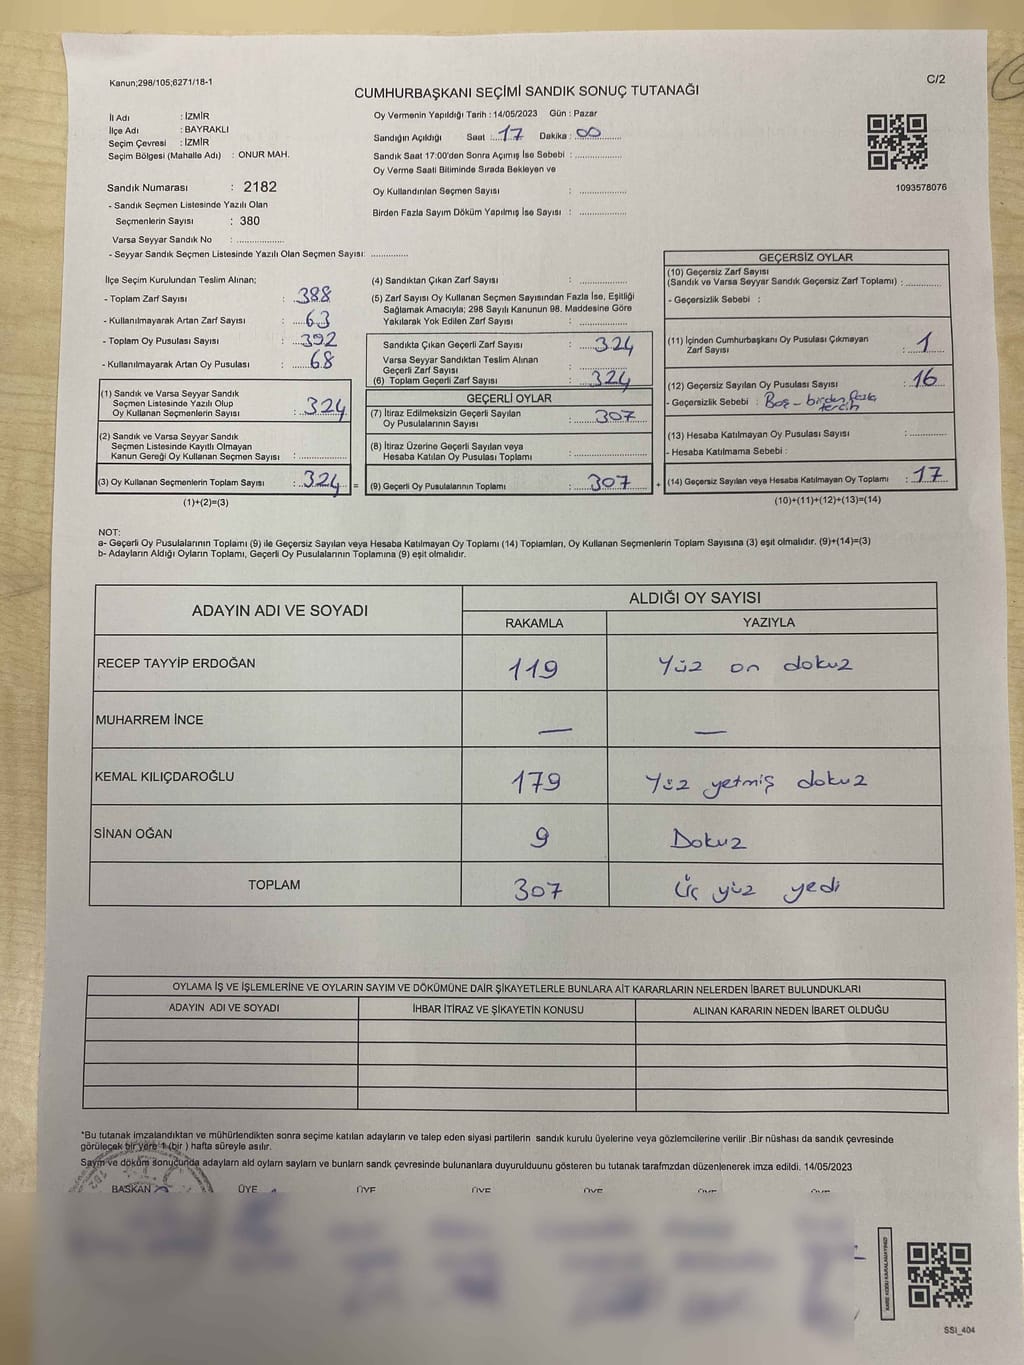 Kanun;298/105;6271/18-1
C/2
CUMHURBAŞKANI SEÇİMİ SANDIK SONUÇ TUTANAĞI
İl Adı : İZMİR
İlçe Adı : BAYRAKLI
Seçim Çevresi : İZMİR
Seçim Bölgesi (Mahalle Adı) : ONUR MAH.
Sandık Numarası : 2182
- Sandık Seçmen Listesinde Yazılı Olan
Seçmenlerin Sayısı : 380
Varsa Seyyar Sandık No : ..................
- Seyyar Sandık Seçmen Listesinde Yazılı Olan Seçmen Sayısı: ..............
Oy Vermenin Yapıldığı Tarih : 14/05/2023 Gün : Pazar
Sandığın Açıldığı Saat : 17 Dakika : 00
Sandık Saat 17:00'den Sonra Açımış İse Sebebi : ..................
Oy Verme Saati Bitiminde Sırada Bekleyen ve
Oy Kullandırılan Seçmen Sayısı : ..................
Birden Fazla Sayım Döküm Yapılmış İse Sayısı : ..................
1093578076
İlçe Seçim Kurulundan Teslim Alınan;
- Toplam Zarf Sayısı : 388
- Kullanılmayarak Artan Zarf Sayısı : 63
- Toplam Oy Pusulası Sayısı : 392
- Kullanılmayarak Artan Oy Pusulası : 68
(1) Sandık ve Varsa Seyyar Sandık
Seçmen Listesinde Yazılı Olup
Oy Kullanan Seçmenlerin Sayısı : 324
(2) Sandık ve Varsa Seyyar Sandık
Seçmen Listesinde Kayıtlı Olmayan
Kanun Gereği Oy Kullanan Seçmen Sayısı : ..................
(3) Oy Kullanan Seçmenlerin Toplam Sayısı : 324 =
(1)+(2)=(3)
(4) Sandıktan Çıkan Zarf Sayısı : ..................
(5) Zarf Sayısı Oy Kullanan Seçmen Sayısından Fazla İse, Eşitliği
Sağlamak Amacıyla; 298 Sayılı Kanunun 98. Maddesine Göre
Yakılarak Yok Edilen Zarf Sayısı : ..................
Sandıkta Çıkan Geçerli Zarf Sayısı : 324
Varsa Seyyar Sandıktan Teslim Alınan
Geçerli Zarf Sayısı : ..................
(6) Toplam Geçerli Zarf Sayısı : 324
GEÇERLİ OYLAR
(7) İtiraz Edilmeksizin Geçerli Sayılan
Oy Pusulalarının Sayısı : 307
(8) İtiraz Üzerine Geçerli Sayılan veya
Hesaba Katılan Oy Pusulası Toplamı : ..................
(9) Geçerli Oy Pusulalarının Toplamı : 307 +
GEÇERSİZ OYLAR
(10) Geçersiz Zarf Sayısı
(Sandık ve Varsa Seyyar Sandık Geçersiz Zarf Toplamı) : ............
- Geçersizlik Sebebi :
(11) İçinden Cumhurbaşkanı Oy Pusulası Çıkmayan
Zarf Sayısı : 1
(12) Geçersiz Sayılan Oy Pusulası Sayısı : 16
- Geçersizlik Sebebi : Boş - birden fazla
tercih
(13) Hesaba Katılmayan Oy Pusulası Sayısı : ............
- Hesaba Katılmama Sebebi :
(14) Geçersiz Sayılan veya Hesaba Katılmayan Oy Toplamı : 17
(10)+(11)+(12)+(13)=(14)
NOT:
a- Geçerli Oy Pusulalarının Toplamı (9) ile Geçersiz Sayılan veya Hesaba Katılmayan Oy Toplamı (14) Toplamları, Oy Kullanan Seçmenlerin Toplam Sayısına (3) eşit olmalıdır. (9)+(14)=(3)
b- Adayların Aldığı Oyların Toplamı, Geçerli Oy Pusulalarının Toplamına (9) eşit olmalıdır.
ADAYIN ADI VE SOYADI ALDIĞI OY SAYISI
RAKAMLA YAZIYLA
RECEP TAYYİP ERDOĞAN 119 Yüz on dokuz
MUHARREM İNCE — —
KEMAL KILIÇDAROĞLU 179 Yüz yetmiş dokuz
SİNAN OĞAN 9 Dokuz
TOPLAM 307 Üç yüz yedi
OYLAMA İŞ VE İŞLEMLERİNE VE OYLARIN SAYIM VE DÖKÜMÜNE DAİR ŞİKAYETLERLE BUNLARA AİT KARARLARIN NELERDEN İBARET BULUNDUKLARI
ADAYIN ADI VE SOYADI İHBAR İTİRAZ VE ŞİKAYETİN KONUSU ALINAN KARARIN NEDEN İBARET OLDUĞU
*Bu tutanak imzalandıktan ve mühürlendikten sonra seçime katılan adayların ve talep eden siyasi partilerin sandık kurulu üyelerine veya gözlemcilerine verilir .Bir nüshası da sandık çevresinde
görülecek bir yere 1 (bir ) hafta süreyle asılır.
Sayım ve döküm sonucunda adayların ald oyların sayların ve bunların sandk çevresinde bulunanlara duyurulduunu gösteren bu tutanak tarafmzdan düzenlenerek imza edildi. 14/05/2023
BAŞKAN ÜYE ÜYE ÜYE ÜYE ÜYE ÜYE
KARE KODU KARALAMAYINIZ!
SSI_404